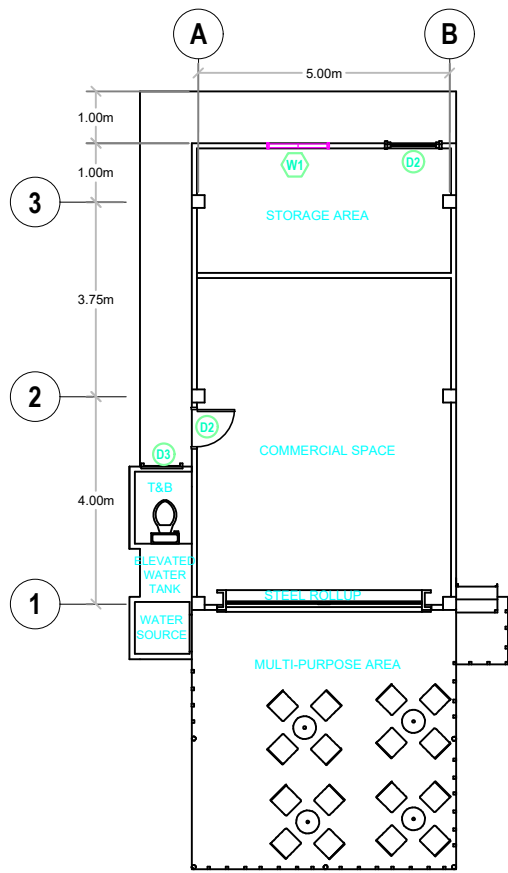 A
B
5.00m
1.00m
1.00m
W1
D2
3
STORAGE AREA
3.75m
2
D2
COMMERCIAL SPACE
D3
T&B
4.00m
ELEVATED
WATER
TANK
1
STEEL ROLLUP
WATER
SOURCE
MULTI-PURPOSE AREA